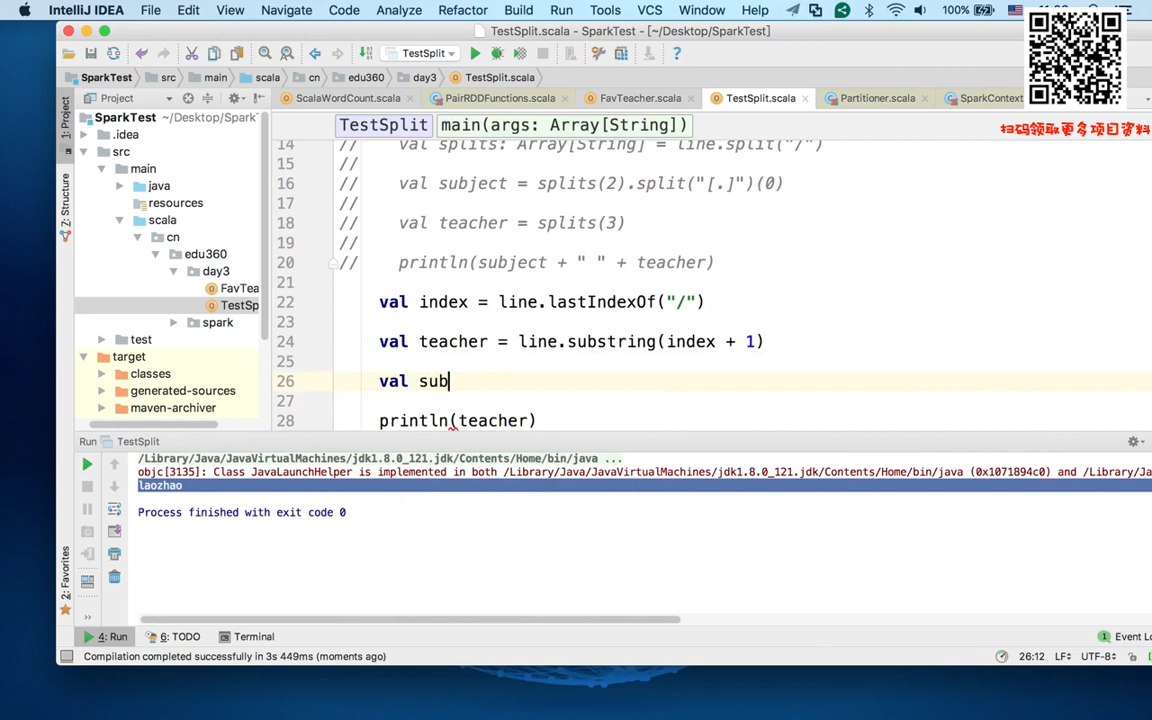 IntelliJ IDEA File Edit View Navigate Code Analyze Refactor Build Run Tools VCS Window Help 100%
TestSplit.scala - SparkTest - [~/Desktop/SparkTest]
TestSplit
SparkTest src main scala cn edu360 day3 TestSplit.scala
Project ScalaWordCount.scala PairRDDFunctions.scala FavTeacher.scala TestSplit.scala Partitioner.scala SparkContext
扫码领取更多项目资料
1: Project
7: Structure
2: Favorites
SparkTest ~/Desktop/Spark
.idea
src
main
java
resources
scala
cn
edu360
day3
FavTea
TestSp
spark
test
target
classes
generated-sources
maven-archiver
TestSplit main(args: Array[String])
14 // val splits: Array[String] = line.split("/")
15 //
16 // val subject = splits(2).split("[.]")(0)
17 //
18 // val teacher = splits(3)
19 //
20 // println(subject + " " + teacher)
21
22 val index = line.lastIndexOf("/")
23
24 val teacher = line.substring(index + 1)
25
26 val sub
27
28 println(teacher)
Run TestSplit
/Library/Java/JavaVirtualMachines/jdk1.8.0_121.jdk/Contents/Home/bin/java ...
objc[3135]: Class JavaLaunchHelper is implemented in both /Library/Java/JavaVirtualMachines/jdk1.8.0_121.jdk/Contents/Home/bin/java (0x1071894c0) and /Library/Ja
laozhao
Process finished with exit code 0
4: Run 6: TODO Terminal 1 Event Lo
Compilation completed successfully in 3s 449ms (moments ago) 26:12 LF UTF-8